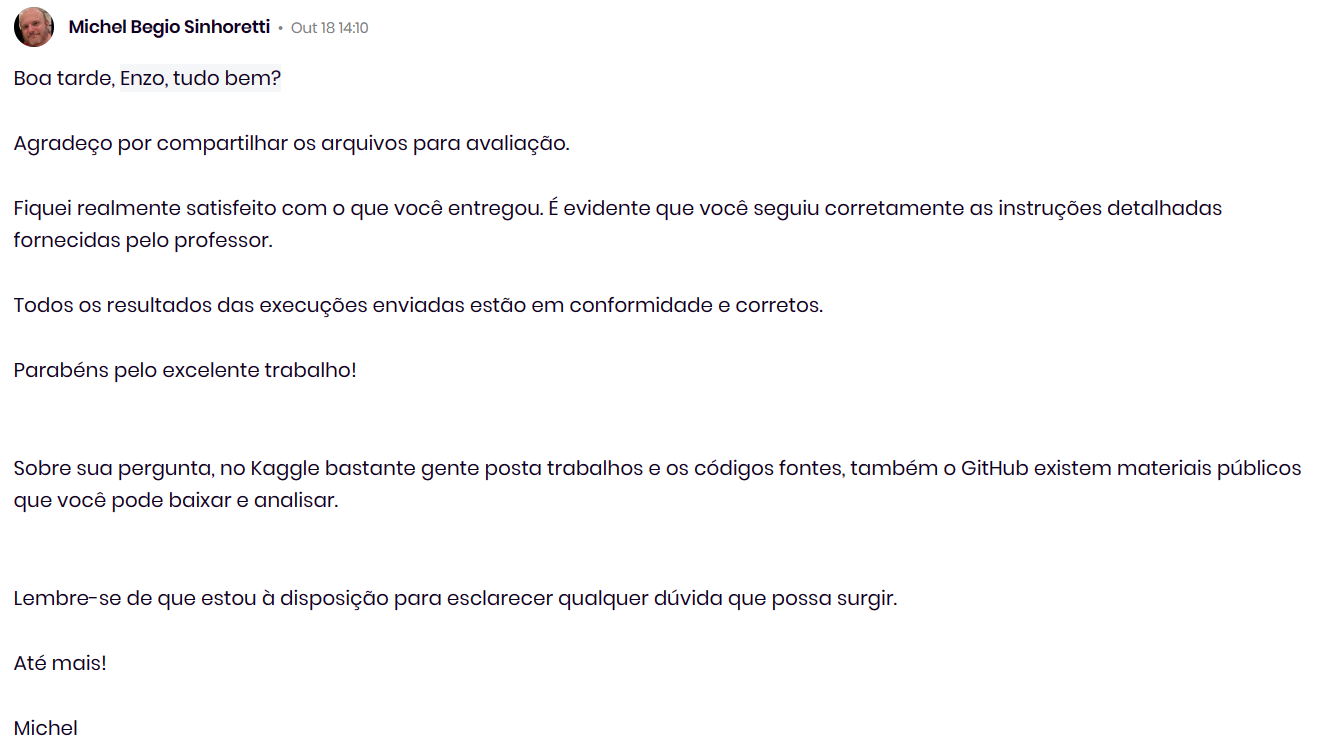 Michel Begio Sinhoretti • Out 18 14:10
Boa tarde, Enzo, tudo bem?
Agradeço por compartilhar os arquivos para avaliação.
Fiquei realmente satisfeito com o que você entregou. É evidente que você seguiu corretamente as instruções detalhadas
fornecidas pelo professor.
Todos os resultados das execuções enviadas estão em conformidade e corretos.
Parabéns pelo excelente trabalho!
Sobre sua pergunta, no Kaggle bastante gente posta trabalhos e os códigos fontes, também o GitHub existem materiais públicos
que você pode baixar e analisar.
Lembre-se de que estou à disposição para esclarecer qualquer dúvida que possa surgir.
Até mais!
Michel